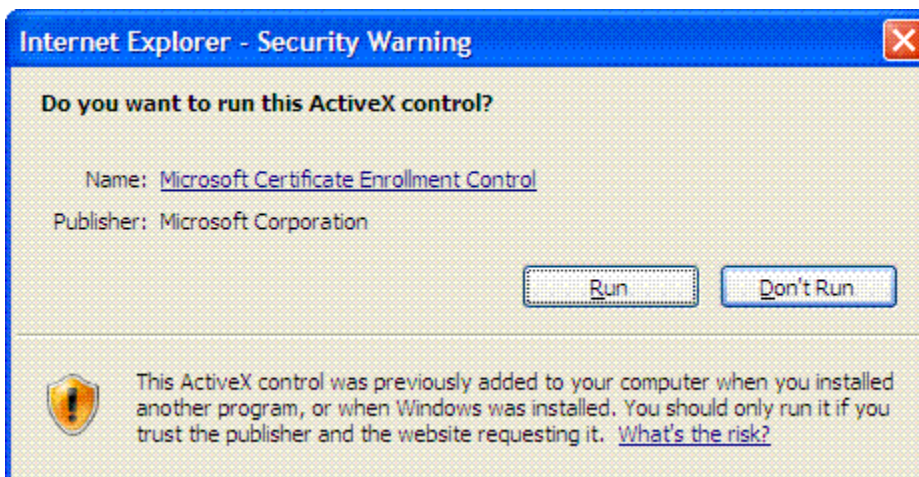 Internet Explorer - Security Warning
Do you want to run this ActiveX control?
Name: Microsoft Certificate Enrollment Control
Publisher: Microsoft Corporation
Run Don't Run
This ActiveX control was previously added to your computer when you installed
another program, or when Windows was installed. You should only run it if you
trust the publisher and the website requesting it. What's the risk?